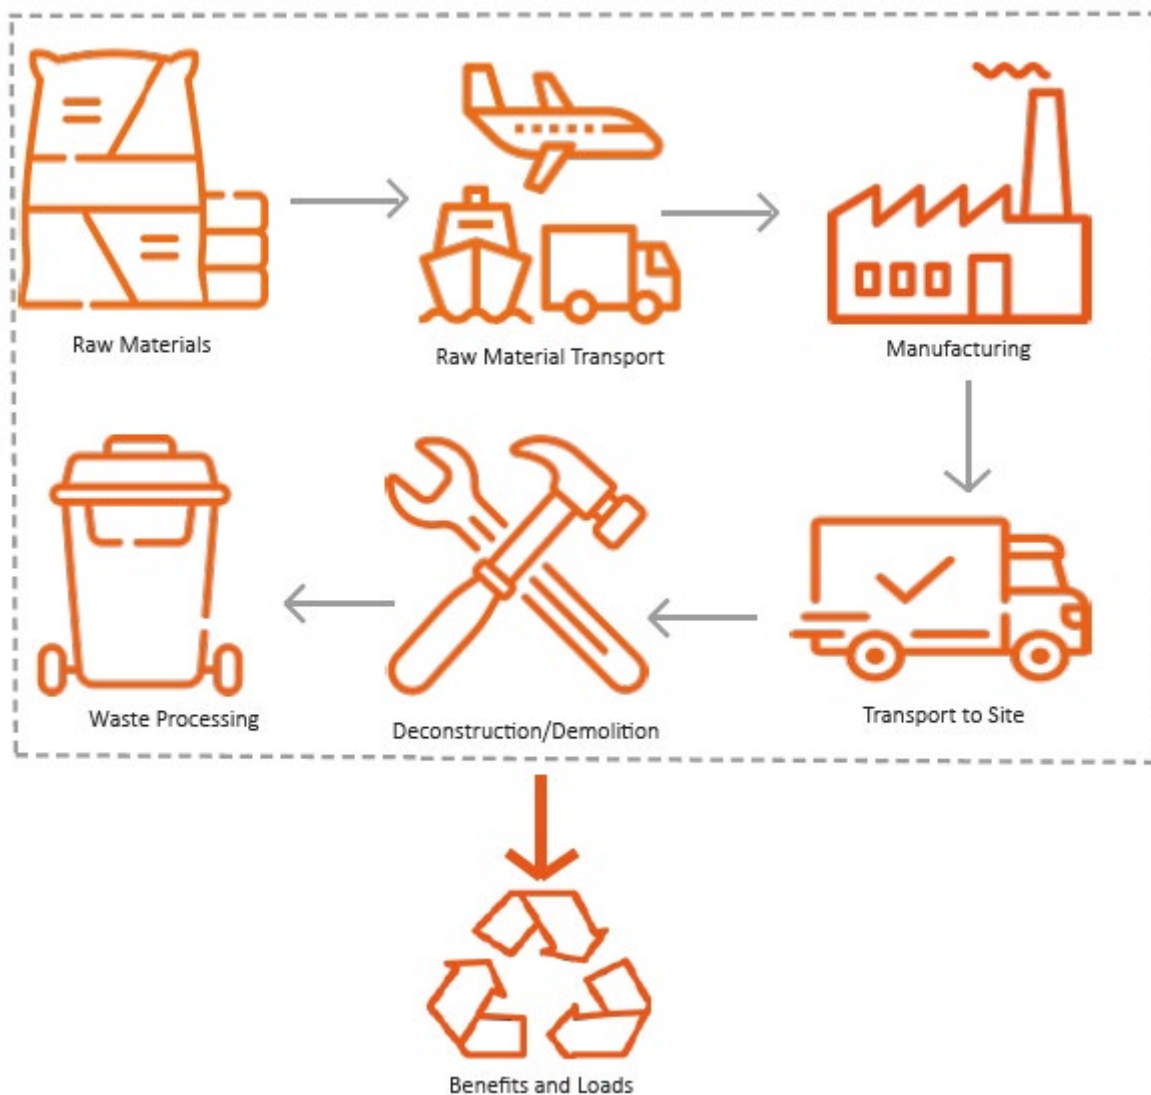 Raw Materials
Raw Material Transport
Manufacturing
Waste Processing
Deconstruction/Demolition
Transport to Site
Benefits and Loads